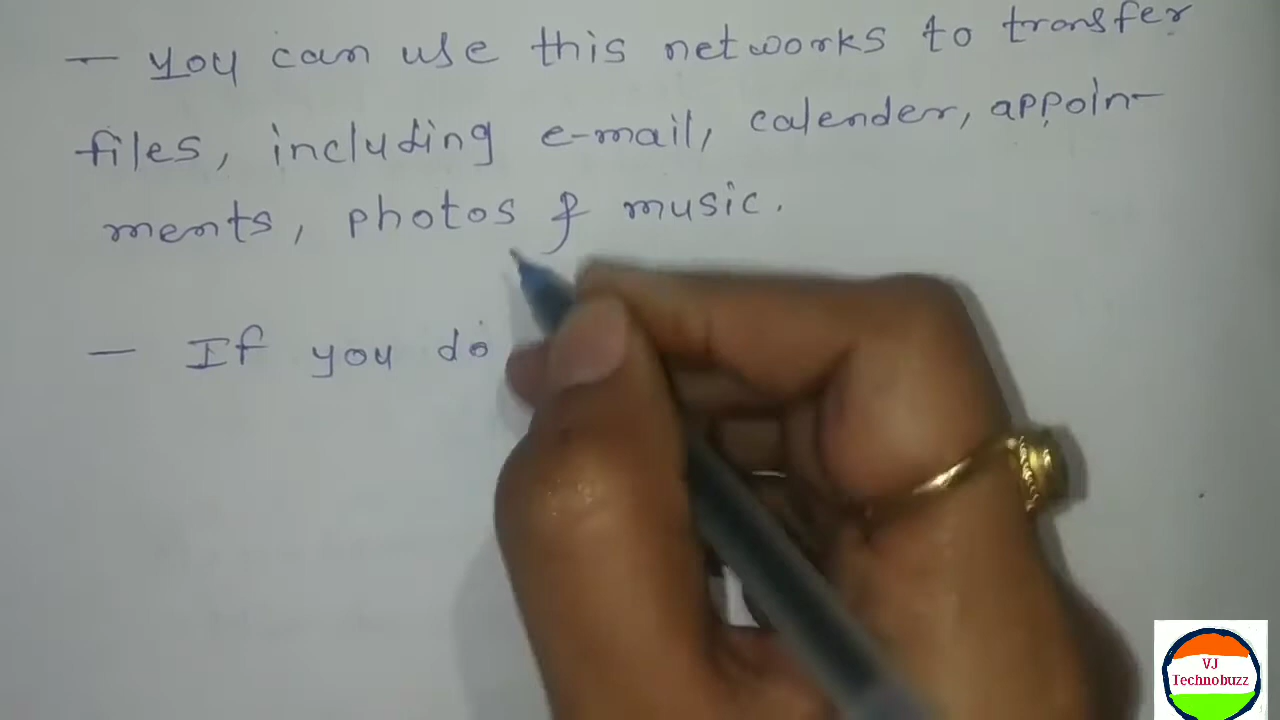 — You can use this networks to transfer
files, including e-mail, calender, appoin-
ments, photos & music.
— If you do
VJ
Technobuzz